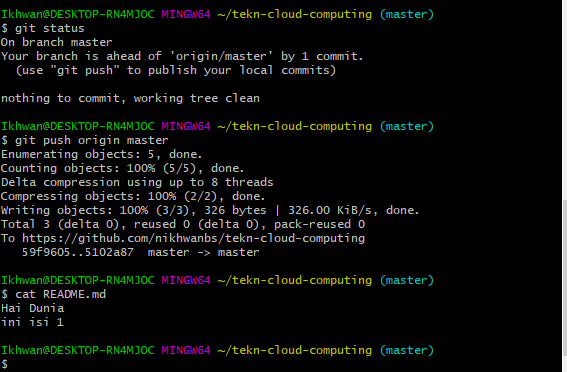 Ikhwan@DESKTOP-RN4MJOC MINGW64 ~/tekn-cloud-computing (master)
$ git status
On branch master
Your branch is ahead of 'origin/master' by 1 commit.
  (use "git push" to publish your local commits)

nothing to commit, working tree clean

Ikhwan@DESKTOP-RN4MJOC MINGW64 ~/tekn-cloud-computing (master)
$ git push origin master
Enumerating objects: 5, done.
Counting objects: 100% (5/5), done.
Delta compression using up to 8 threads
Compressing objects: 100% (2/2), done.
Writing objects: 100% (3/3), 326 bytes | 326.00 KiB/s, done.
Total 3 (delta 0), reused 0 (delta 0), pack-reused 0
To https://github.com/nikhwanbs/tekn-cloud-computing
   59f9605..5102a87  master -> master

Ikhwan@DESKTOP-RN4MJOC MINGW64 ~/tekn-cloud-computing (master)
$ cat README.md
Hai Dunia
ini isi 1

Ikhwan@DESKTOP-RN4MJOC MINGW64 ~/tekn-cloud-computing (master)
$